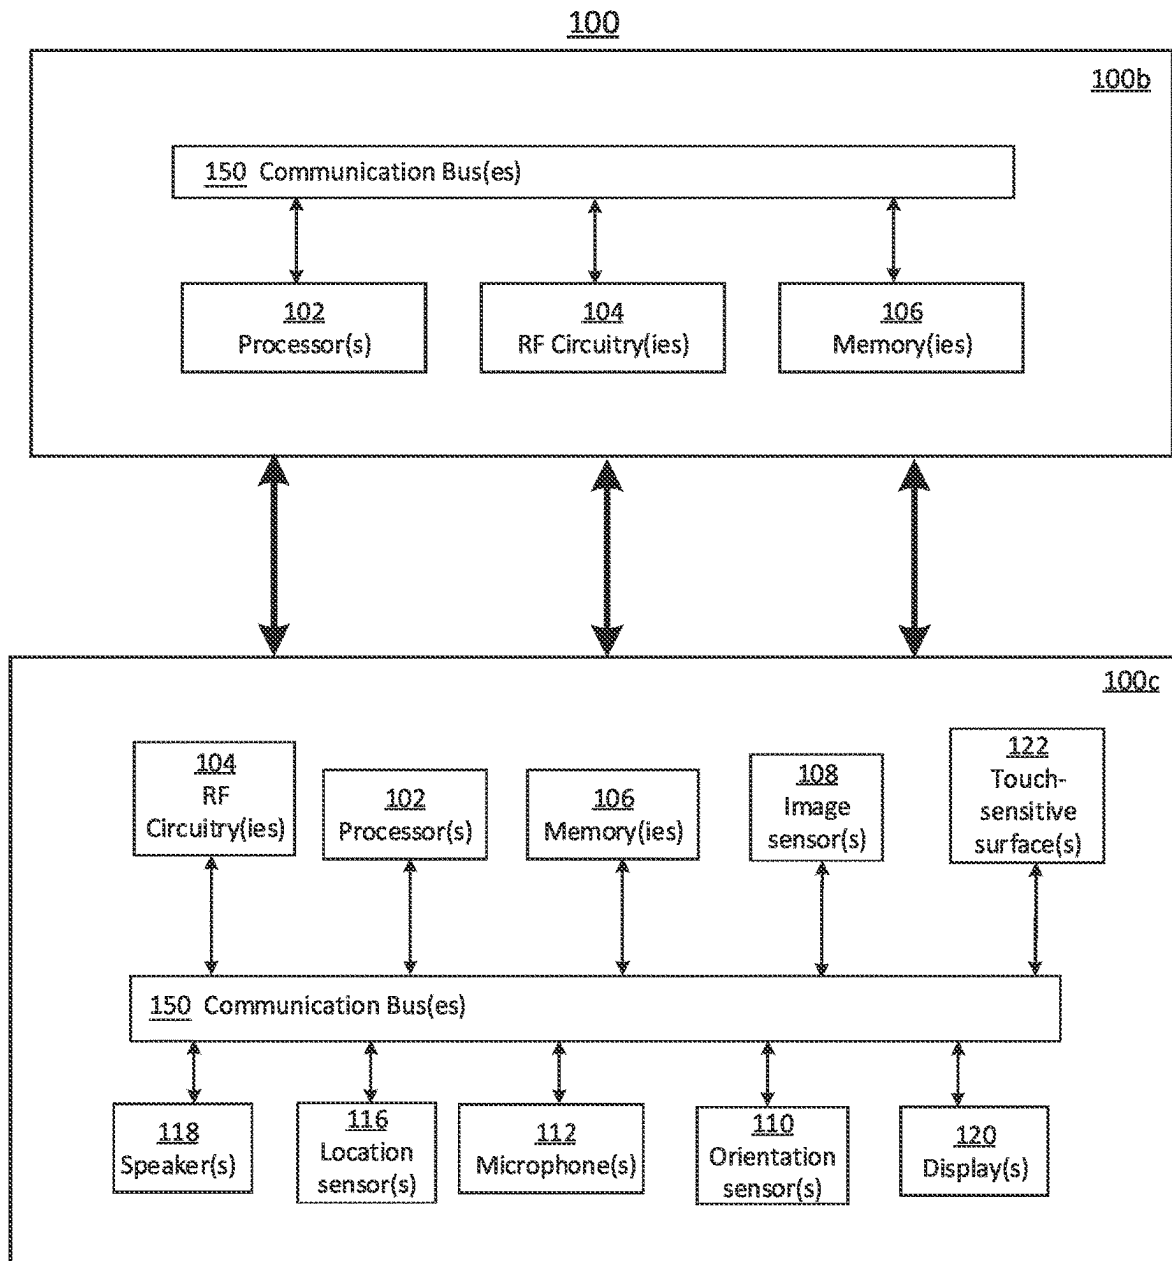 100
100b
150 Communication Bus(es)
102
Processor(s)
104
RF Circuitry(ies)
106
Memory(ies)
100c
104
RF
Circuitry(ies)
102
Processor(s)
106
Memory(ies)
108
Image
sensor(s)
122
Touch-
sensitive
surface(s)
150 Communication Bus(es)
118
Speaker(s)
116
Location
sensor(s)
112
Microphone(s)
110
Orientation
sensor(s)
120
Display(s)